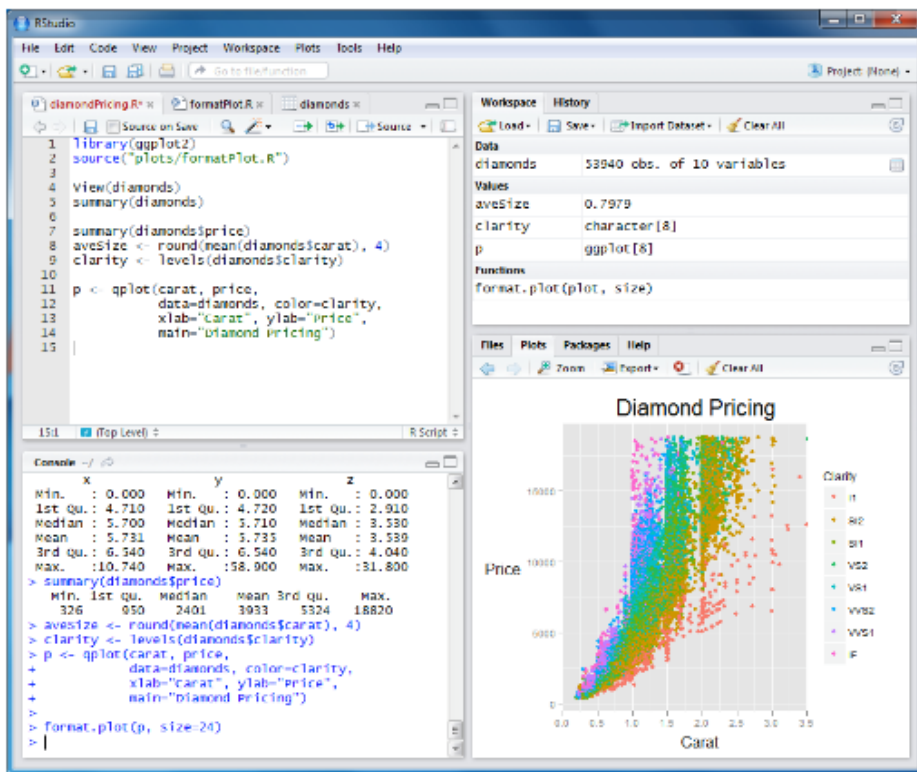 RStudio
File Edit Code View Project Workspace Plots Tools Help
Go to file/function
Project: (None)
diamondPricing.R* formatPlot.R diamonds
Source on Save Source
1 library(ggplot2)
2 source("plots/formatPlot.R")
3
4 View(diamonds)
5 summary(diamonds)
6
7 summary(diamonds$price)
8 aveSize <- round(mean(diamonds$carat), 4)
9 clarity <- levels(diamonds$clarity)
10
11 p <- qplot(carat, price,
12 data=diamonds, color=clarity,
13 xlab="Carat", ylab="Price",
14 main="Diamond Pricing")
15
15:1 (Top Level) R Script
Console ~/
x y z
Min. : 0.000 Min. : 0.000 Min. : 0.000
1st Qu.: 4.710 1st Qu.: 4.720 1st Qu.: 2.910
Median : 5.700 Median : 5.710 Median : 3.530
Mean : 5.731 Mean : 5.735 Mean : 3.539
3rd Qu.: 6.540 3rd Qu.: 6.540 3rd Qu.: 4.040
Max. :10.740 Max. :58.900 Max. :31.800
> summary(diamonds$price)
Min. 1st Qu. Median Mean 3rd Qu. Max.
326 950 2401 3933 5324 18820
> aveSize <- round(mean(diamonds$carat), 4)
> clarity <- levels(diamonds$clarity)
> p <- qplot(carat, price,
+ data=diamonds, color=clarity,
+ xlab="Carat", ylab="Price",
+ main="Diamond Pricing")
>
> format.plot(p, size=24)
>
Workspace History
Load Save Import Dataset Clear All
Data
diamonds 53940 obs. of 10 variables
Values
aveSize 0.7979
clarity character[8]
p ggplot[8]
Functions
format.plot(plot, size)
Files Plots Packages Help
Zoom Export Clear All
Diamond Pricing
Price
15000
10000
5000
0
0.0 0.5 1.0 1.5 2.0 2.5 3.0 3.5
Carat
Clarity
I1
SI2
SI1
VS2
VS1
VVS2
VVS1
IF